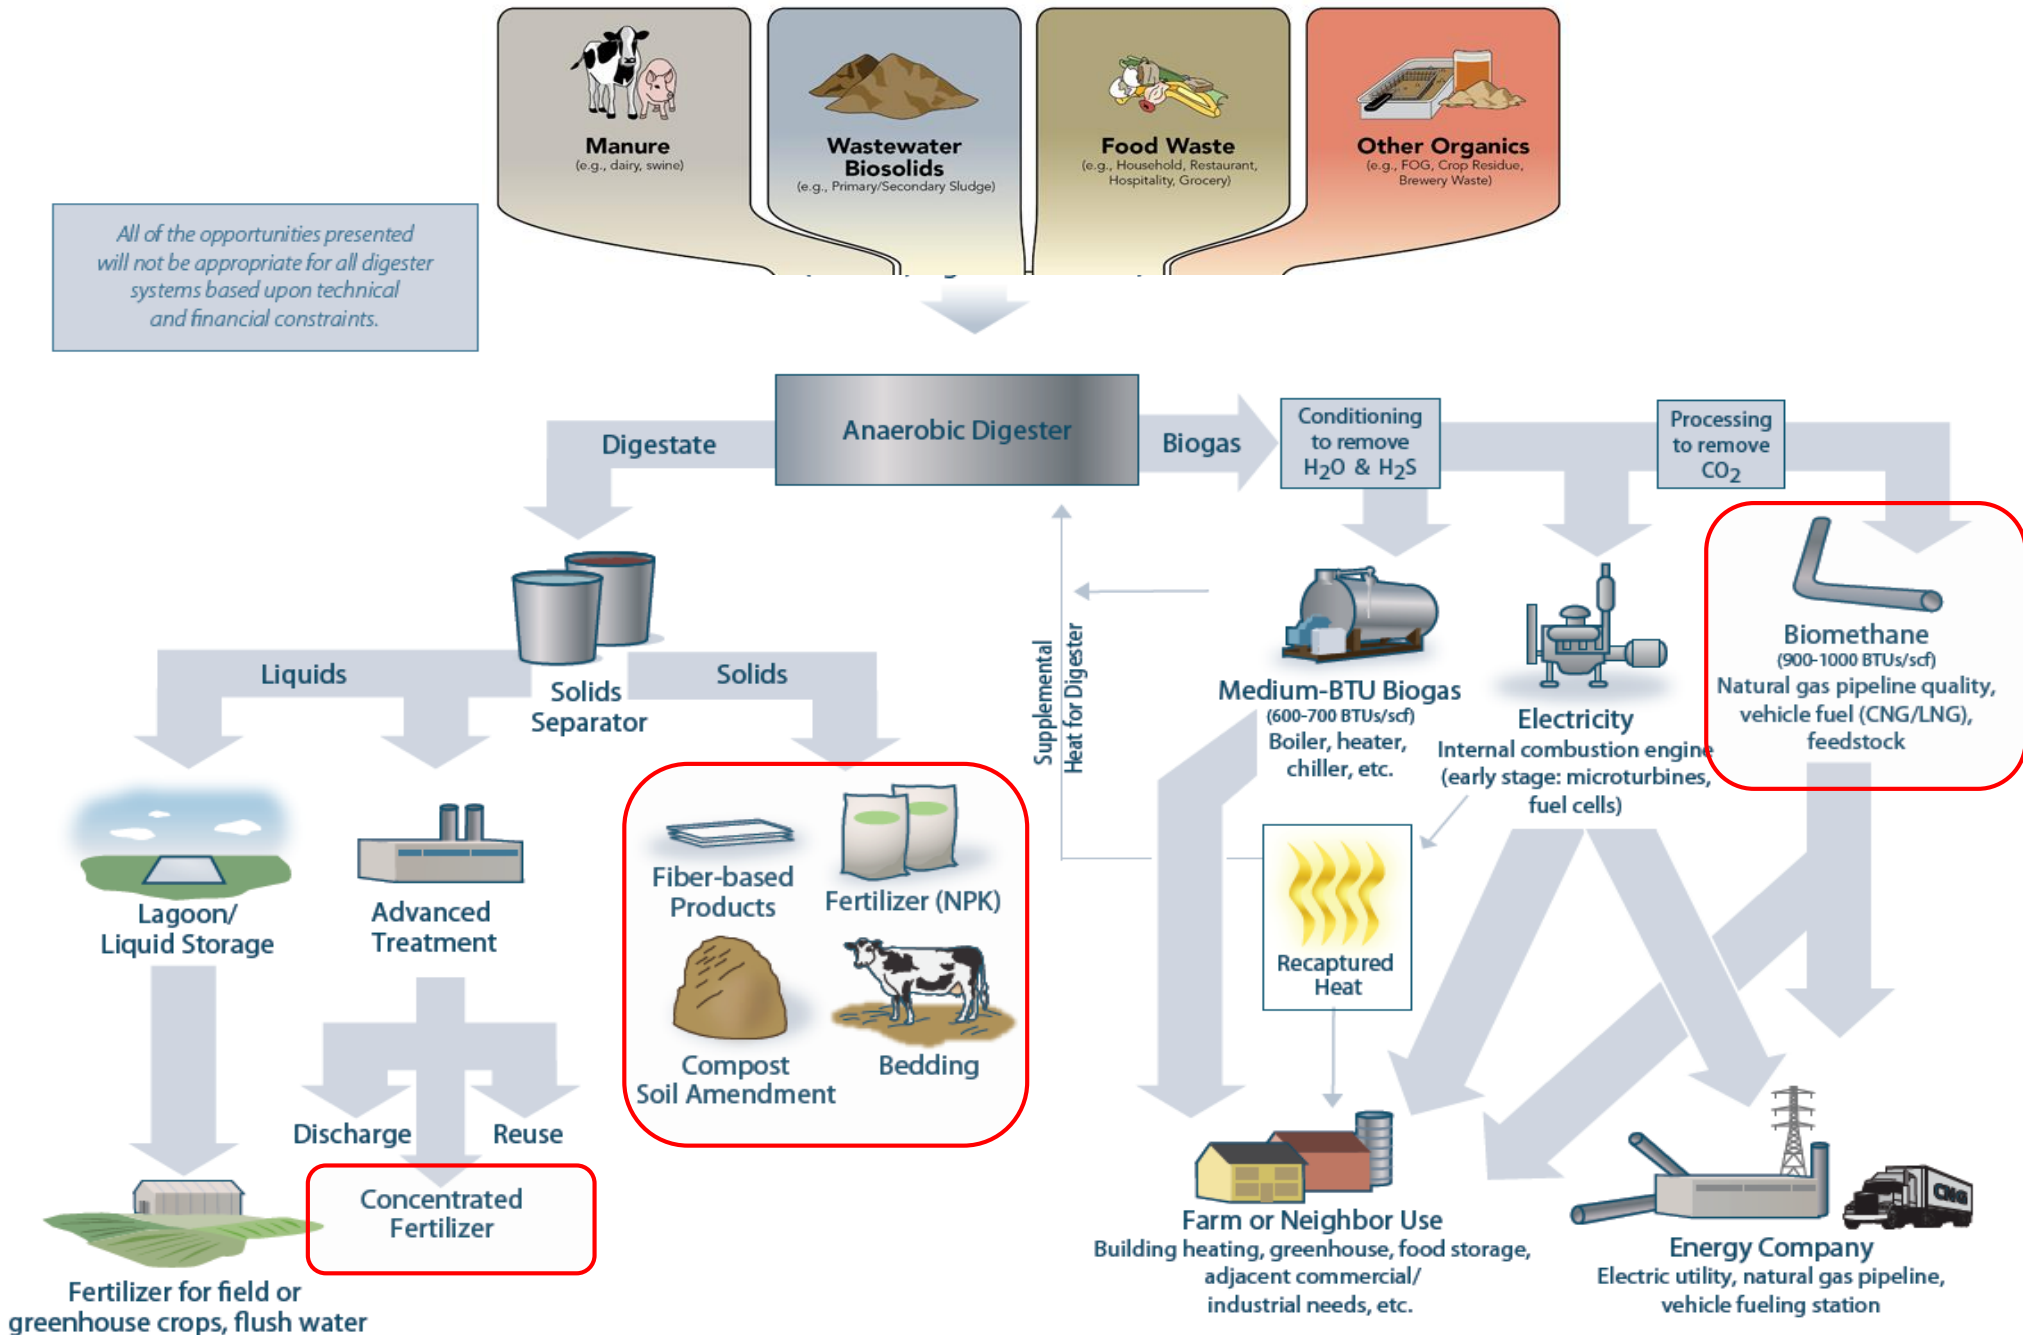 Manure
(e.g., dairy, swine)
Wastewater
Biosolids
(e.g., Primary/Secondary Sludge)
Food Waste
(e.g., Household, Restaurant,
Hospitality, Grocery)
Other Organics
(e.g., FOG, Crop Residue,
Brewery Waste)
All of the opportunities presented
will not be appropriate for all digester
systems based upon technical
and financial constraints.
Anaerobic Digester
Digestate
Biogas
Conditioning
to remove
H2O & H2S
Processing
to remove
CO2
Solids
Separator
Liquids
Solids
Supplemental
Heat for Digester
Medium-BTU Biogas
(600-700 BTUs/scf)
Boiler, heater,
chiller, etc.
Electricity
Internal combustion engine
(early stage: microturbines,
fuel cells)
Biomethane
(900-1000 BTUs/scf)
Natural gas pipeline quality,
vehicle fuel (CNG/LNG),
feedstock
Lagoon/
Liquid Storage
Advanced
Treatment
Fiber-based
Products
Fertilizer (NPK)
Compost
Soil Amendment
Bedding
Recaptured
Heat
Discharge
Reuse
Concentrated
Fertilizer
Fertilizer for field or
greenhouse crops, flush water
Farm or Neighbor Use
Building heating, greenhouse, food storage,
adjacent commercial/
industrial needs, etc.
CNG
Energy Company
Electric utility, natural gas pipeline,
vehicle fueling station